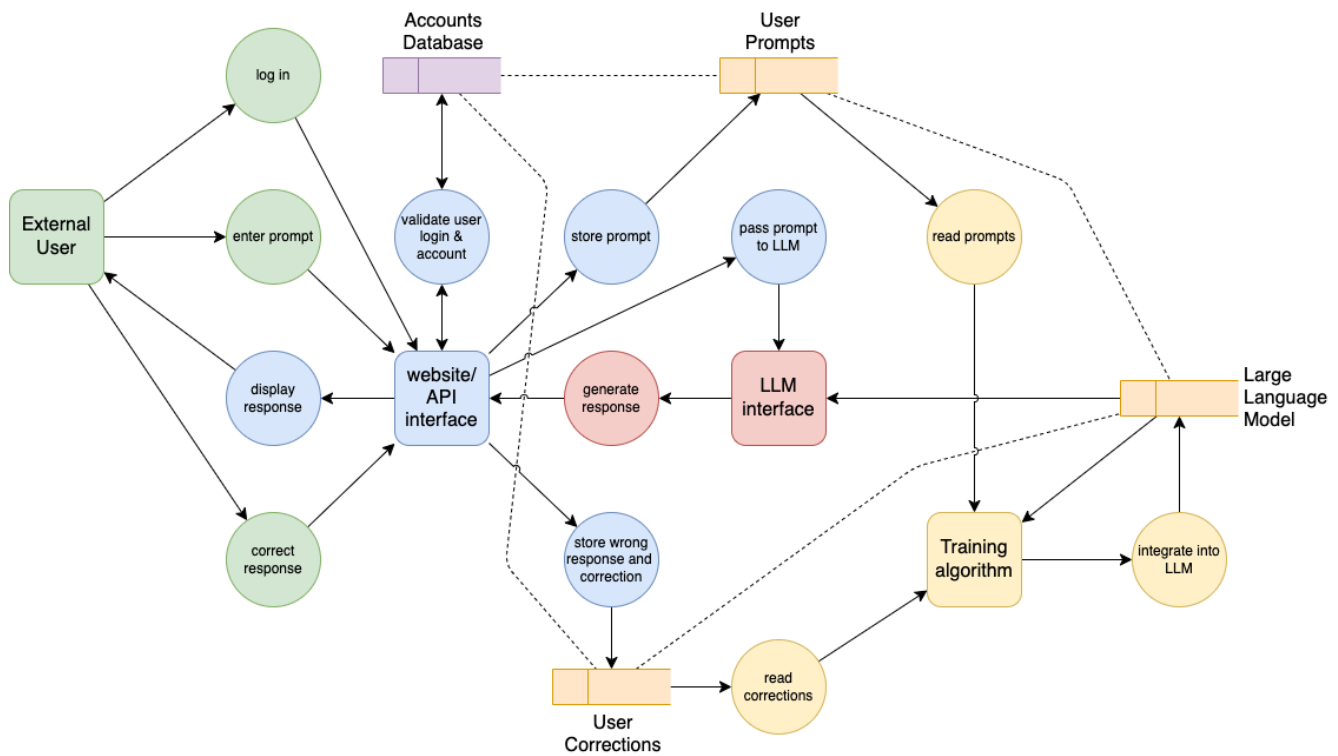 Accounts
Database
User
Prompts
log in
External
User
enter prompt
validate user
login &
account
store prompt
pass prompt
to LLM
read prompts
display
response
website/
API
interface
generate
response
LLM
interface
Large
Language
Model
correct
response
store wrong
response and
correction
Training
algorithm
integrate into
LLM
read
corrections
User
Corrections